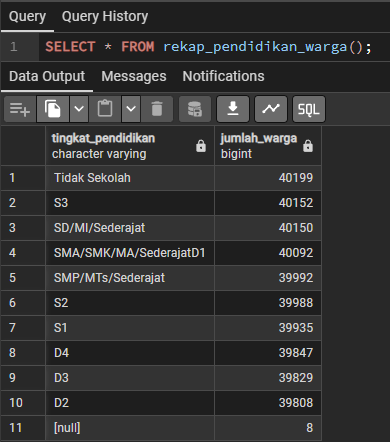 Query Query History
1 SELECT * FROM rekap_pendidikan_warga();
Data Output Messages Notifications
SQL
tingkat_pendidikan jumlah_warga
character varying bigint
1 Tidak Sekolah 40199
2 S3 40152
3 SD/MI/Sederajat 40150
4 SMA/SMK/MA/SederajatD1 40092
5 SMP/MTs/Sederajat 39992
6 S2 39988
7 S1 39935
8 D4 39847
9 D3 39829
10 D2 39808
11 [null] 8